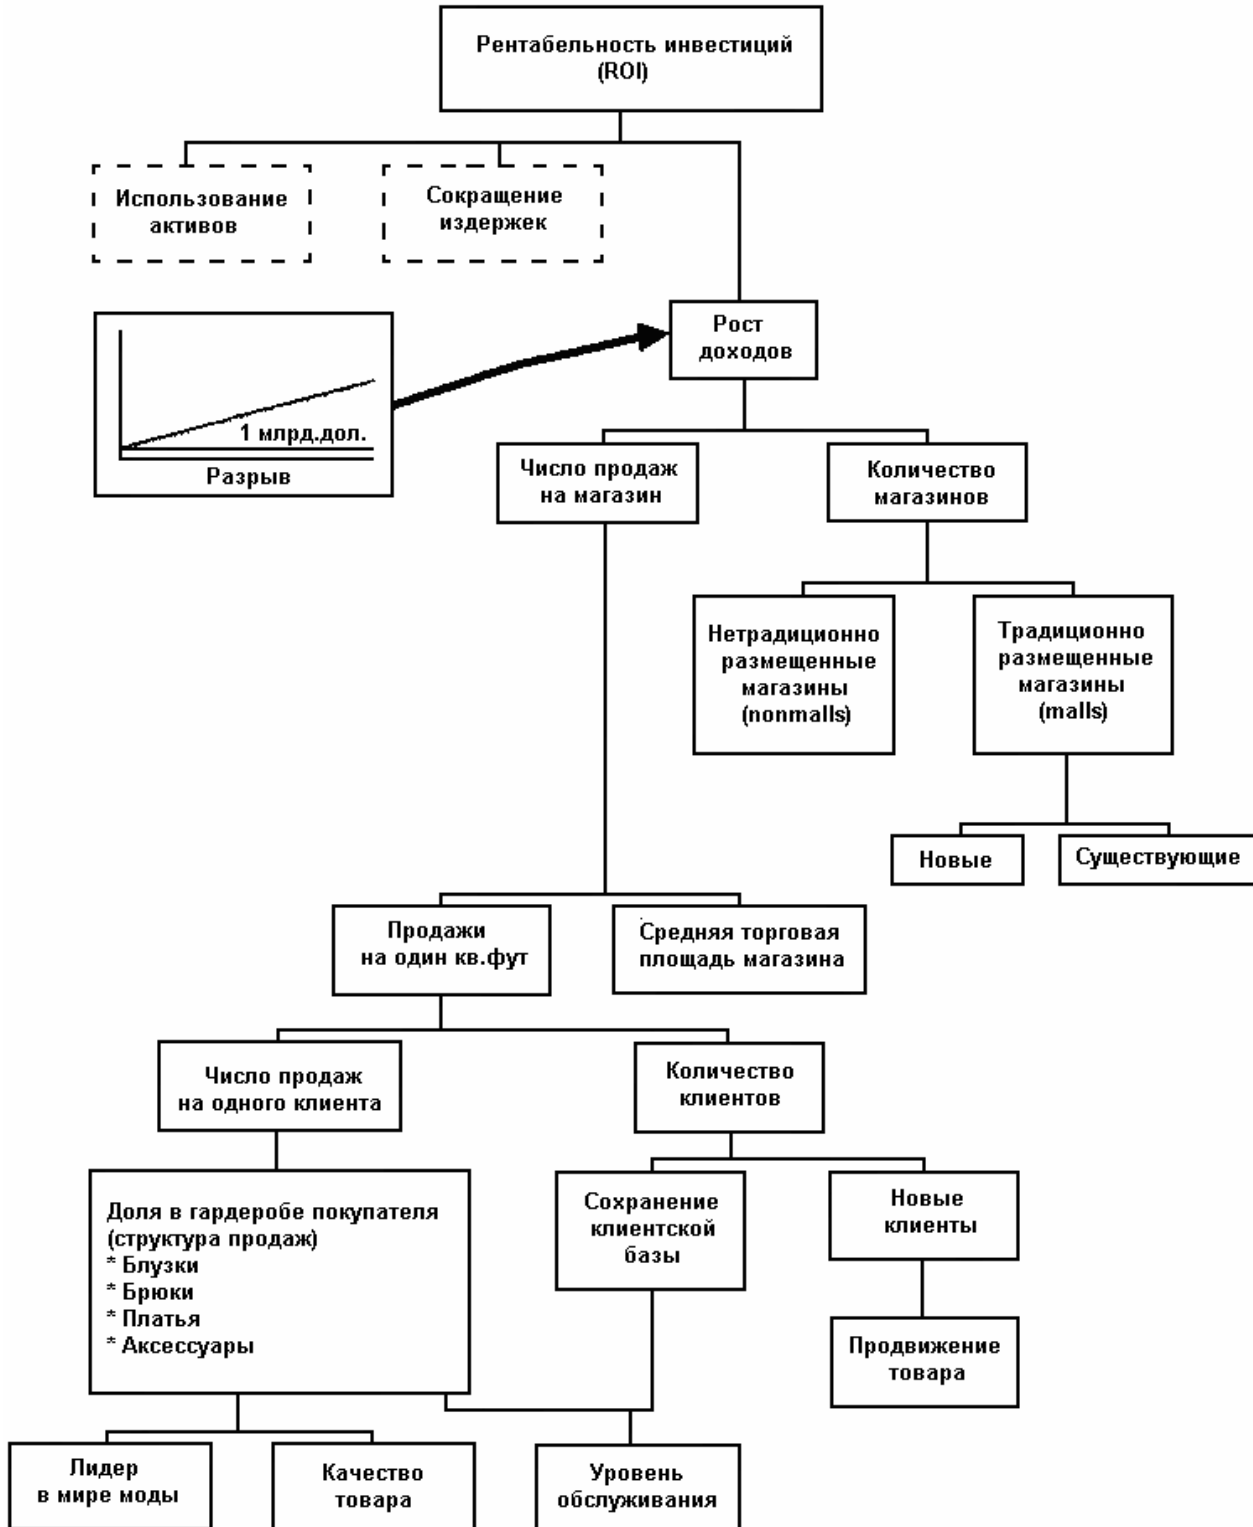 Рентабельность инвестиций
(ROI)
Использование
активов
Сокращение
издержек
Рост
доходов
1 млрд.дол.
Разрыв
Число продаж
на магазин
Количество
магазинов
Нетрадиционно
размещенные
магазины
(nonmalls)
Традиционно
размещенные
магазины
(malls)
Новые
Существующие
Продажи
на один кв.фут
Средняя торговая
площадь магазина
Число продаж
на одного клиента
Количество
клиентов
Доля в гардеробе покупателя
(структура продаж)
* Блузки
* Брюки
* Платья
* Аксессуары
Сохранение
клиентской
базы
Новые
клиенты
Продвижение
товара
Лидер
в мире моды
Качество
товара
Уровень
обслуживания